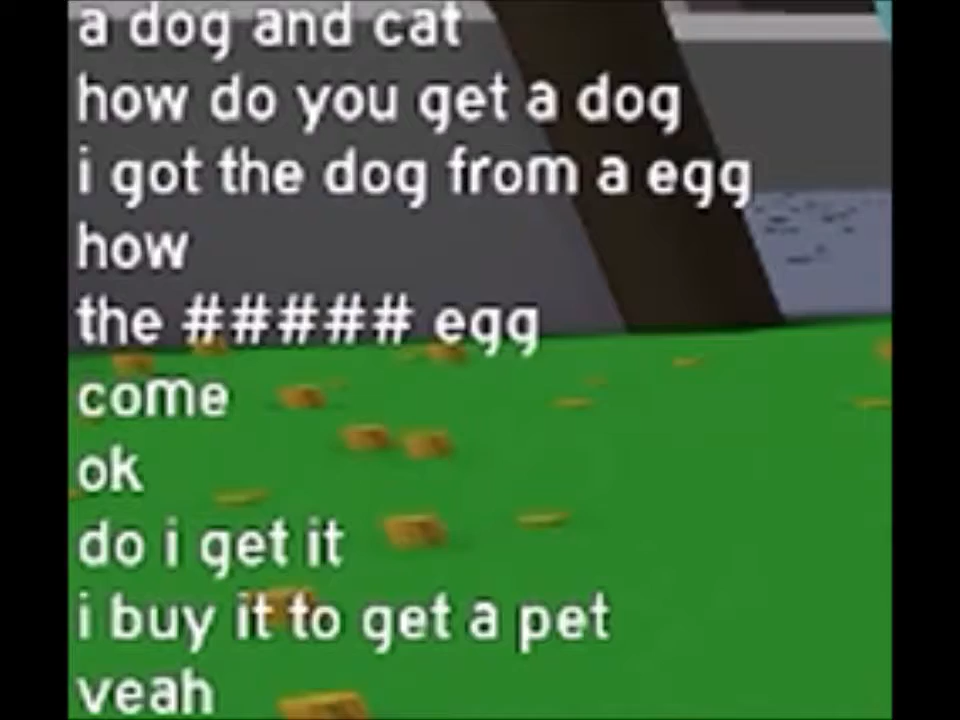 a dog and cat
how do you get a dog
i got the dog from a egg
how
the ##### egg
come
ok
do i get it
i buy it to get a pet
yeah